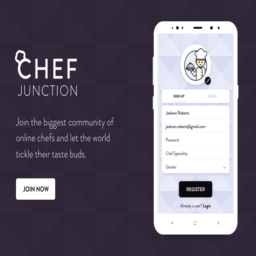 CHEF
JUNCTION
Join the biggest community of
online chefs and let the world
tickle their taste buds.
JOIN NOW
SIGN UP
Jackson Roberts
jackson.roberts@gmail.com
Password
Chef Speciality
Gender
REGISTER
Already a user? Login